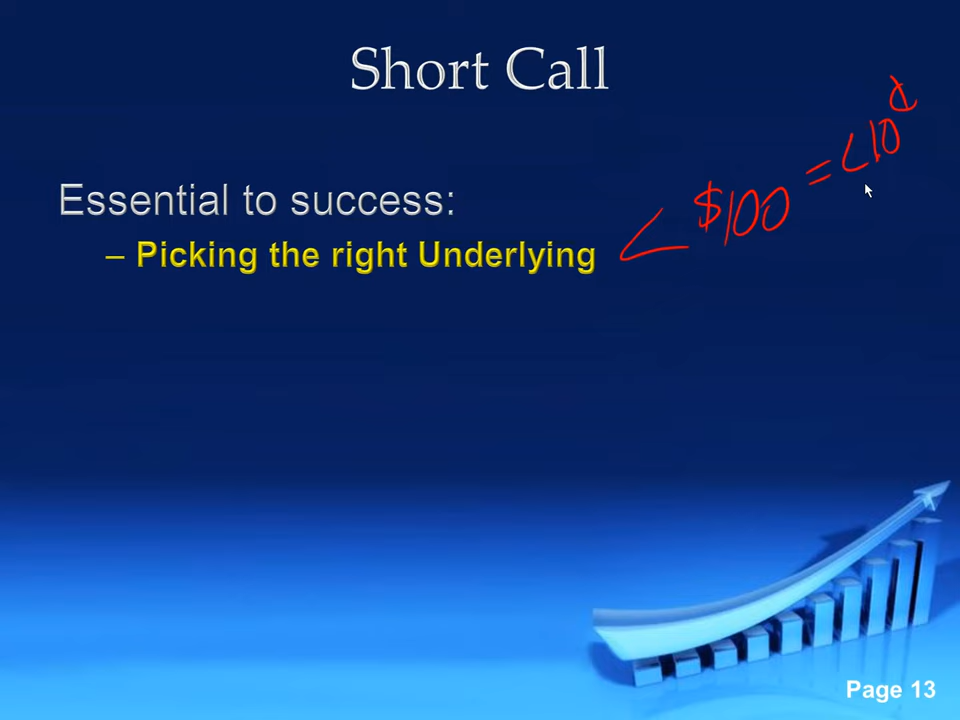 Short Call
Essential to success:
– Picking the right Underlying
< $100 = <10¢
Page 13